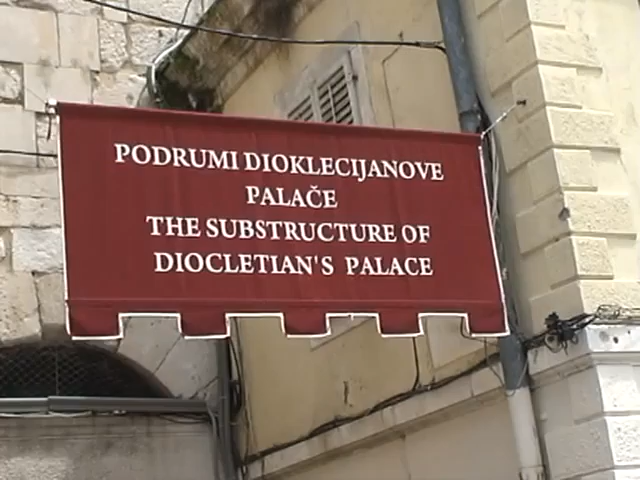 PODRUMI DIOKLECIJANOVE
PALAČE
THE SUBSTRUCTURE OF
DIOCLETIAN'S PALACE